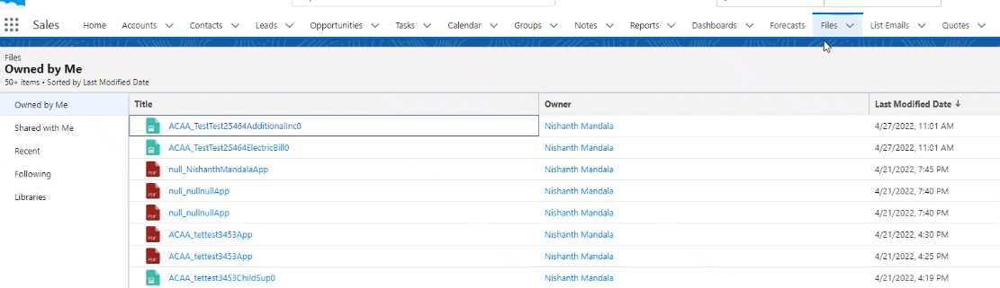 Sales Home Accounts Contacts Leads Opportunities Tasks Calendar Groups Notes Reports Dashboards Forecasts Files List Emails Quotes
Files
Owned by Me
50+ items • Sorted by Last Modified Date
Owned by Me
Shared with Me
Recent
Following
Libraries
Title Owner Last Modified Date ↓
ACAA_TestTest25464AdditionalInc0 Nishanth Mandala 4/27/2022, 11:01 AM
ACAA_TestTest25464ElectricBill0 Nishanth Mandala 4/27/2022, 11:01 AM
PDF null_NishanthMandalaApp Nishanth Mandala 4/21/2022, 7:45 PM
PDF null_nullnullApp Nishanth Mandala 4/21/2022, 7:40 PM
PDF null_nullnullApp Nishanth Mandala 4/21/2022, 7:40 PM
PDF ACAA_tettest3453App Nishanth Mandala 4/21/2022, 4:30 PM
PDF ACAA_tettest3453App Nishanth Mandala 4/21/2022, 4:25 PM
ACAA_tettest3453ChildSup0 Nishanth Mandala 4/21/2022, 4:19 PM